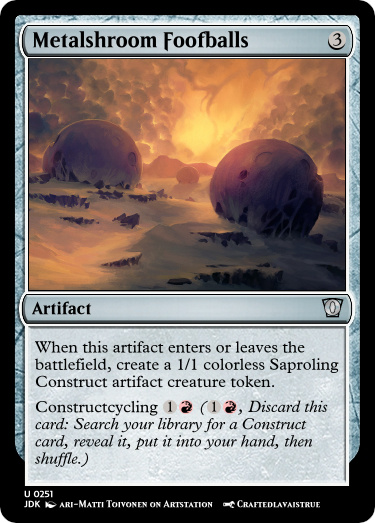 Metalshroom Foofballs 3
Artifact
When this artifact enters or leaves the
battlefield, create a 1/1 colorless Saproling
Construct artifact creature token.
Constructcycling 1 (1, Discard this
card: Search your library for a Construct
card, reveal it, put it into your hand, then
shuffle.)
U 0251
JDK ari-Matti Toivonen on Artstation Craftedlavaistrue